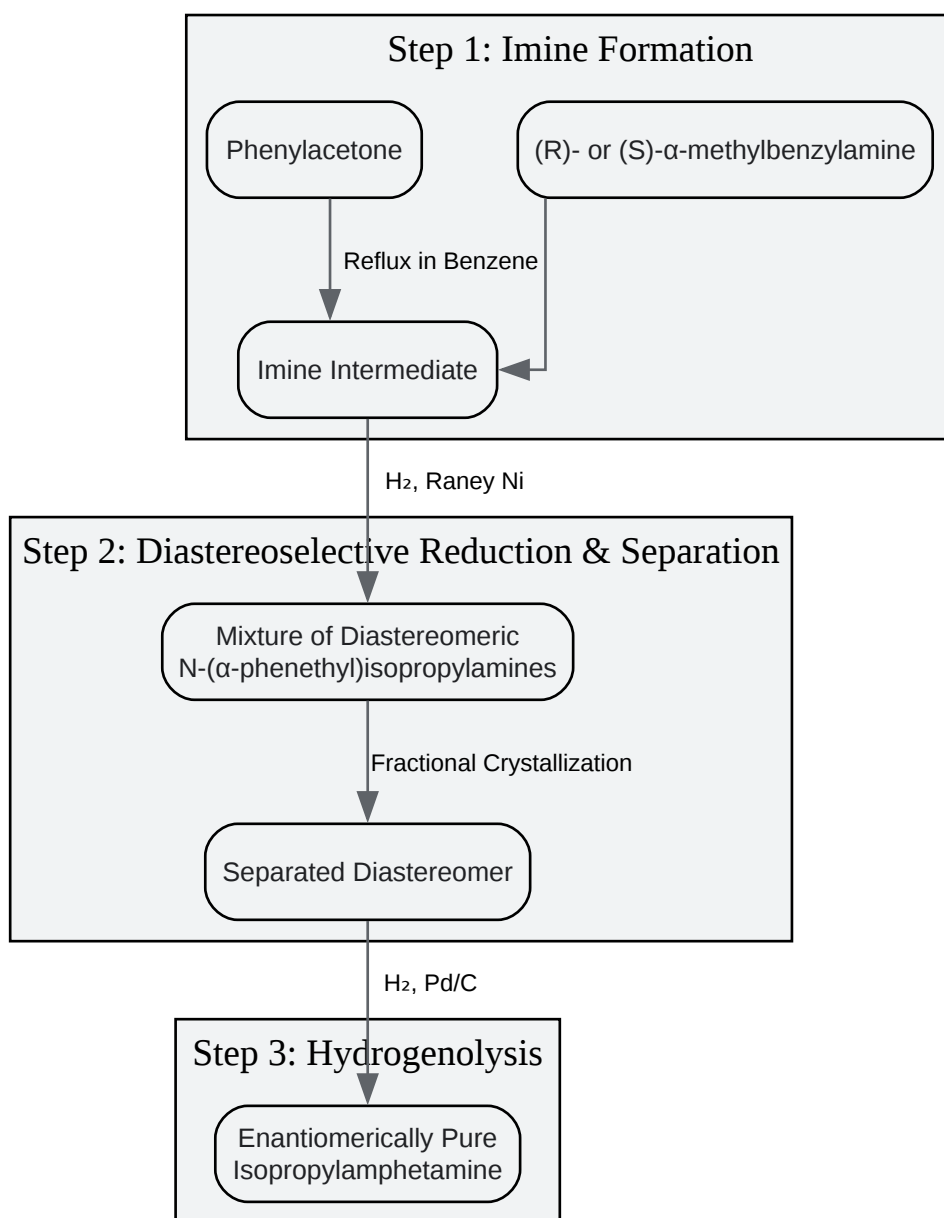 Step 1: Imine Formation
Phenylacetone
(R)- or (S)-α-methylbenzylamine
Reflux in Benzene
Imine Intermediate
H₂, Raney Ni
Step 2: Diastereoselective Reduction & Separation
Mixture of Diastereomeric
N-(α-phenethyl)isopropylamines
Fractional Crystallization
Separated Diastereomer
H₂, Pd/C
Step 3: Hydrogenolysis
Enantiomerically Pure
Isopropylamphetamine